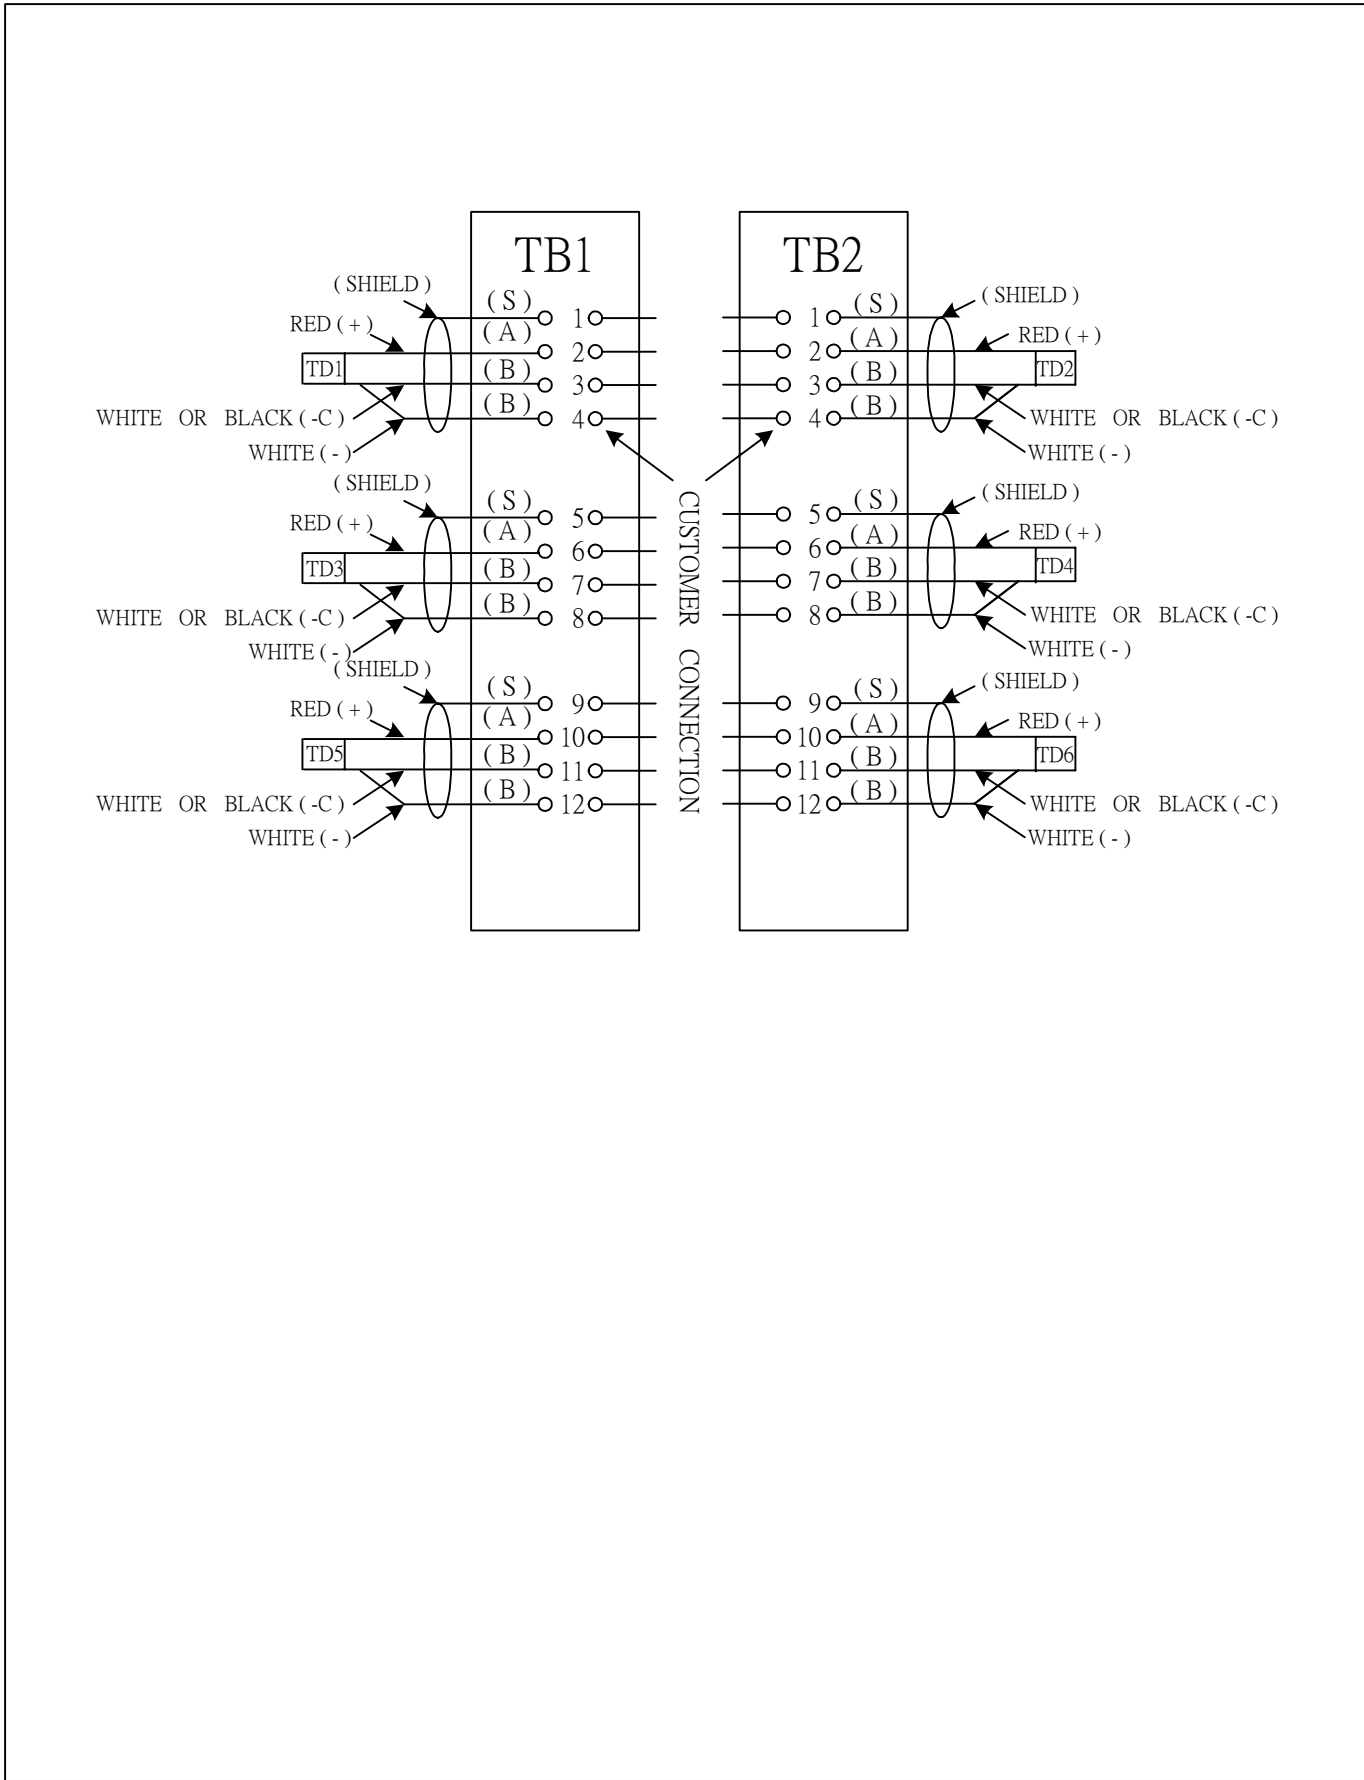 TB1
( SHIELD )
( S )
1
RED ( + )
( A )
2
TD1
( B )
3
WHITE OR BLACK ( -C )
( B )
4
WHITE ( - )
( SHIELD )
( S )
5
RED ( + )
( A )
6
TD3
( B )
7
WHITE OR BLACK ( -C )
( B )
8
WHITE ( - )
( SHIELD )
( S )
9
RED ( + )
( A )
10
TD5
( B )
11
WHITE OR BLACK ( -C )
( B )
12
WHITE ( - )
CUSTOMER CONNECTION
TB2
1
( S )
( SHIELD )
2
( A )
RED ( + )
TD2
3
( B )
WHITE OR BLACK ( -C )
4
( B )
WHITE ( - )
5
( S )
( SHIELD )
6
( A )
RED ( + )
TD4
7
( B )
WHITE OR BLACK ( -C )
8
( B )
WHITE ( - )
9
( S )
( SHIELD )
10
( A )
RED ( + )
TD6
11
( B )
WHITE OR BLACK ( -C )
12
( B )
WHITE ( - )